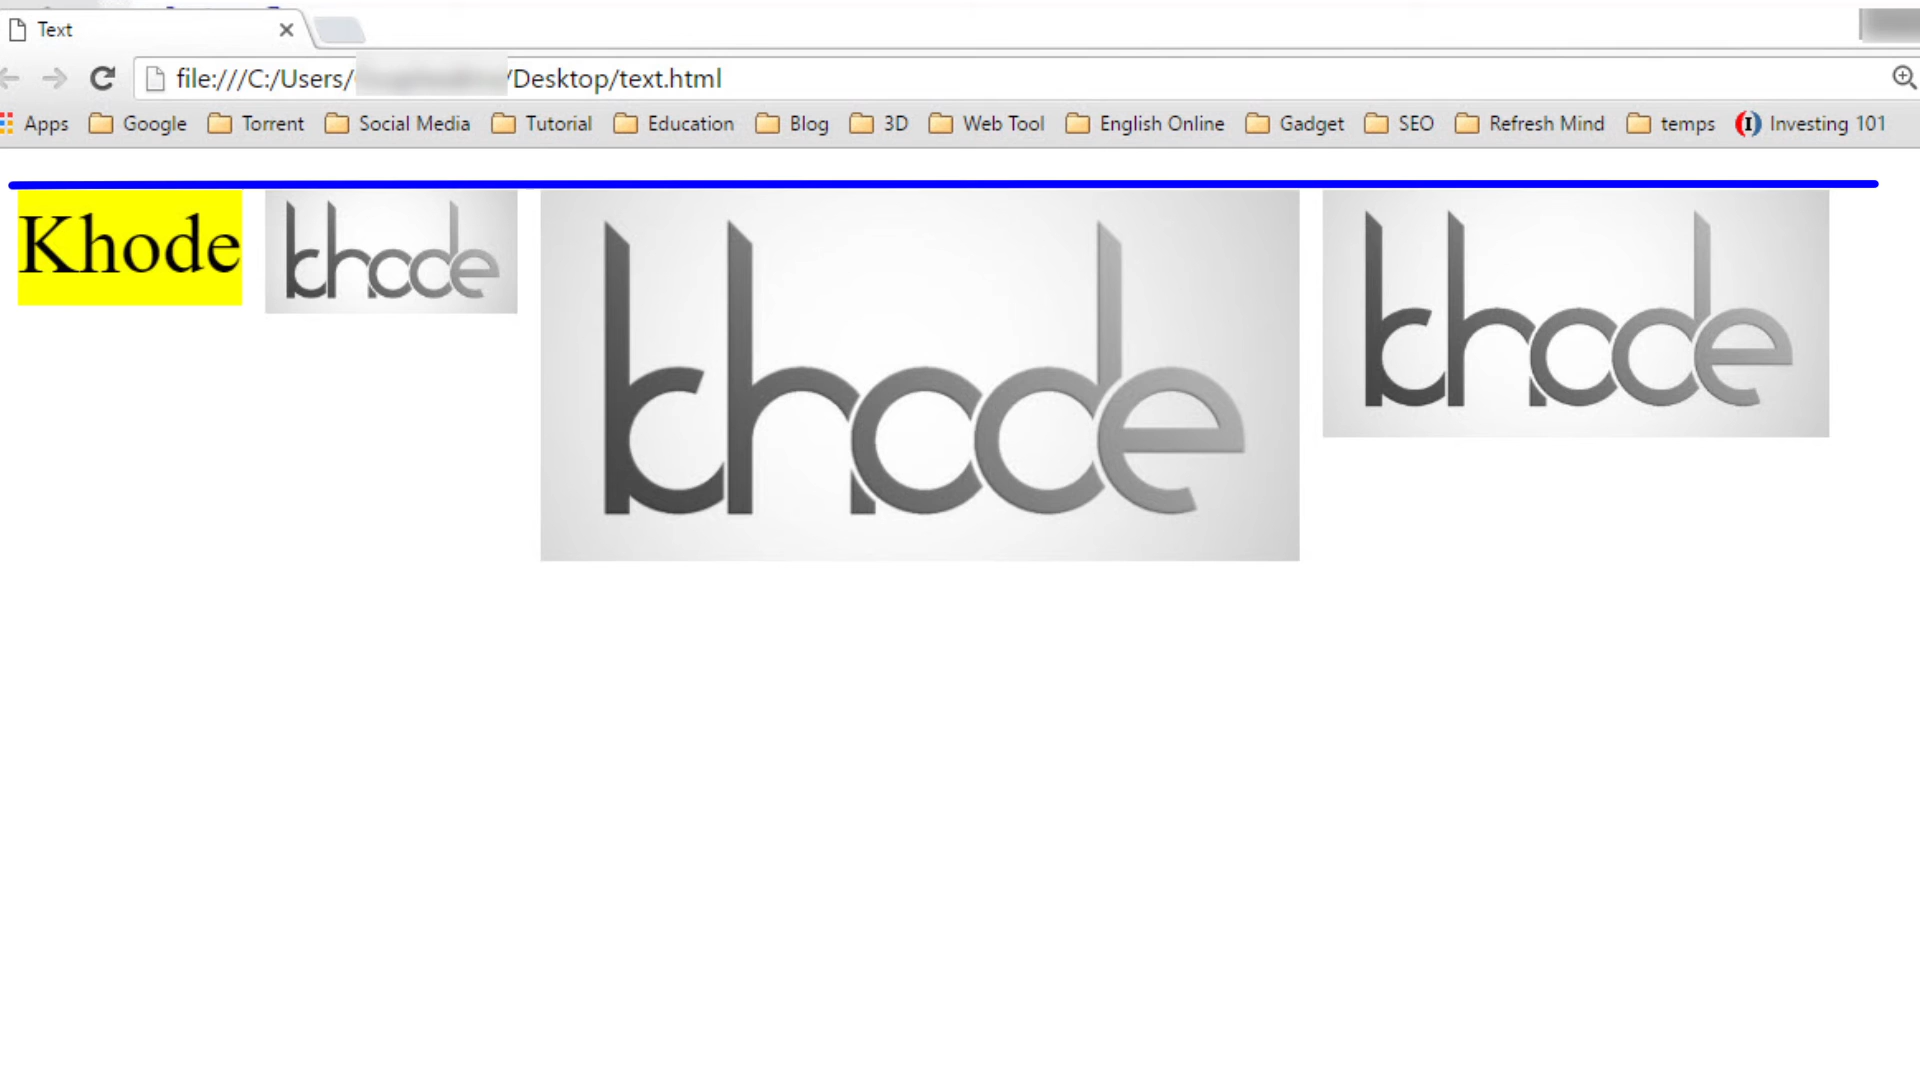 Text
file:///C:/Users/ /Desktop/text.html
Apps Google Torrent Social Media Tutorial Education Blog 3D Web Tool English Online Gadget SEO Refresh Mind temps Investing 101
Khode khode khode khode